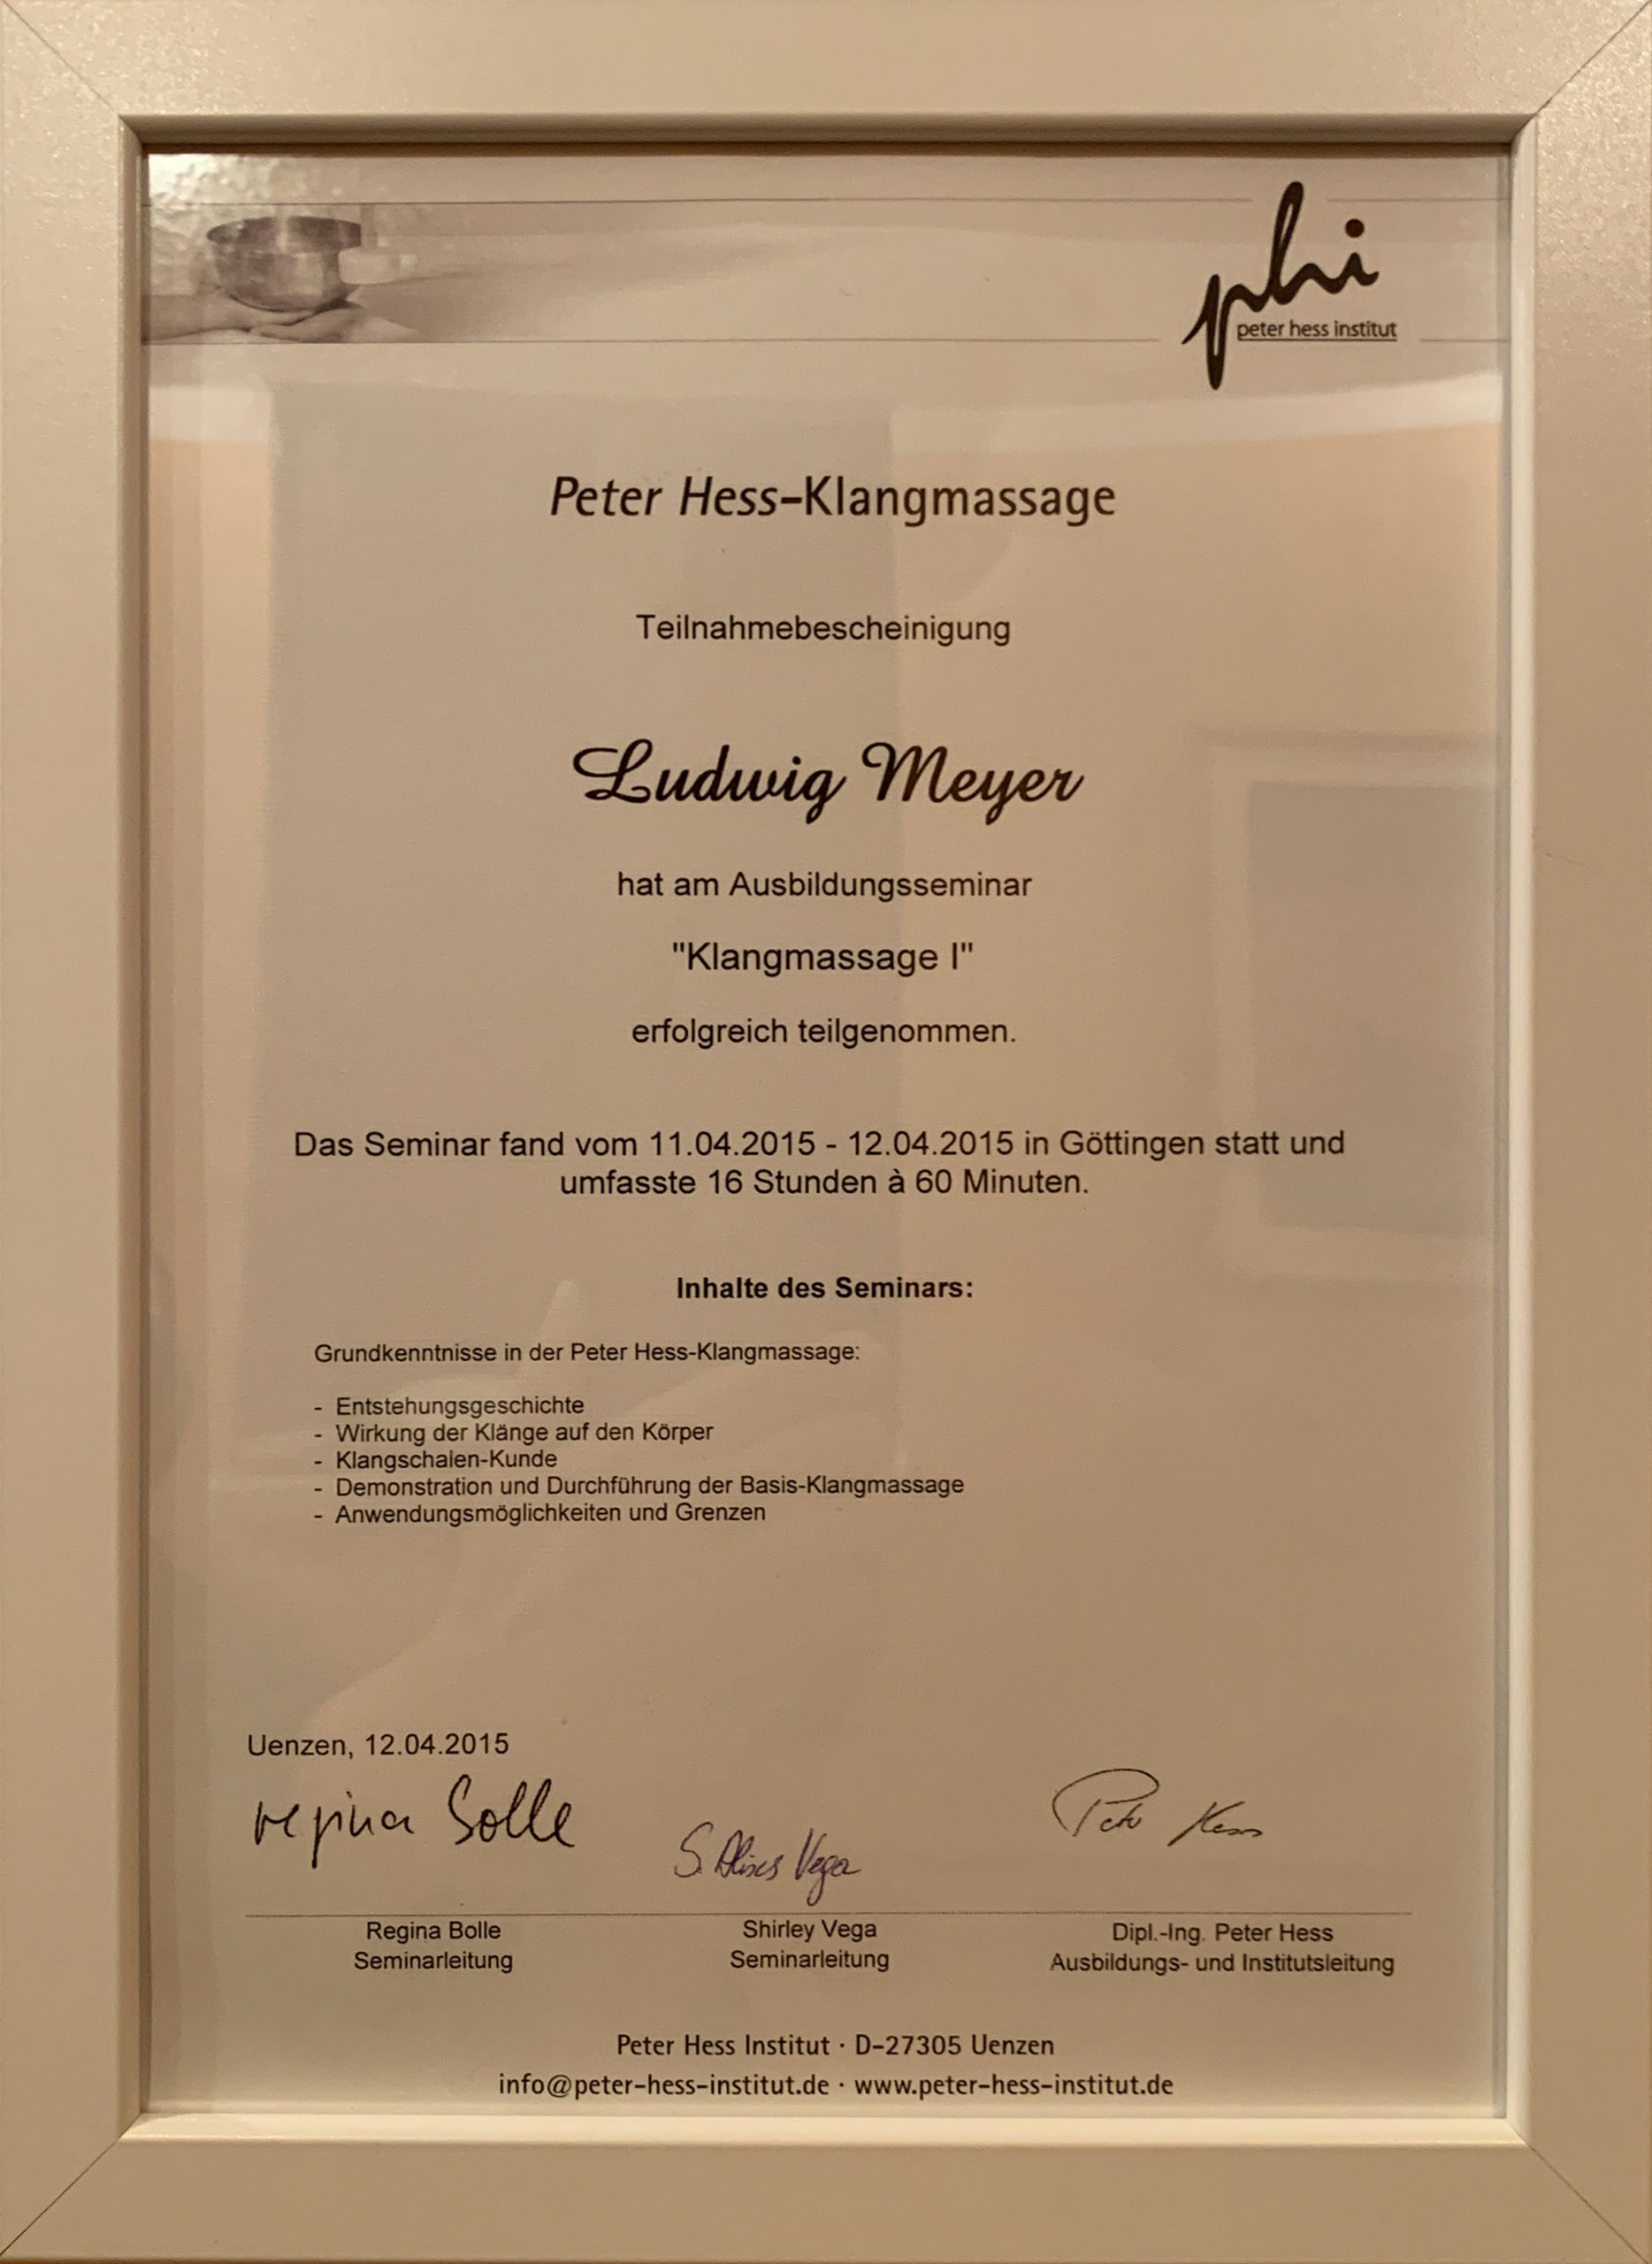 phi
peter hess institut
Peter Hess-Klangmassage
Teilnahmebescheinigung
Ludwig Meyer
hat am Ausbildungsseminar
"Klangmassage I"
erfolgreich teilgenommen.
Das Seminar fand vom 11.04.2015 - 12.04.2015 in Göttingen statt und
umfasste 16 Stunden à 60 Minuten.
Inhalte des Seminars:
Grundkenntnisse in der Peter Hess-Klangmassage:
- Entstehungsgeschichte
- Wirkung der Klänge auf den Körper
- Klangschalen-Kunde
- Demonstration und Durchführung der Basis-Klangmassage
- Anwendungsmöglichkeiten und Grenzen
Uenzen, 12.04.2015
regina Bolle
S. Vega
Peter Hess
Regina Bolle
Seminarleitung
Shirley Vega
Seminarleitung
Dipl.-Ing. Peter Hess
Ausbildungs- und Institutsleitung
Peter Hess Institut · D-27305 Uenzen
info@peter-hess-institut.de · www.peter-hess-institut.de